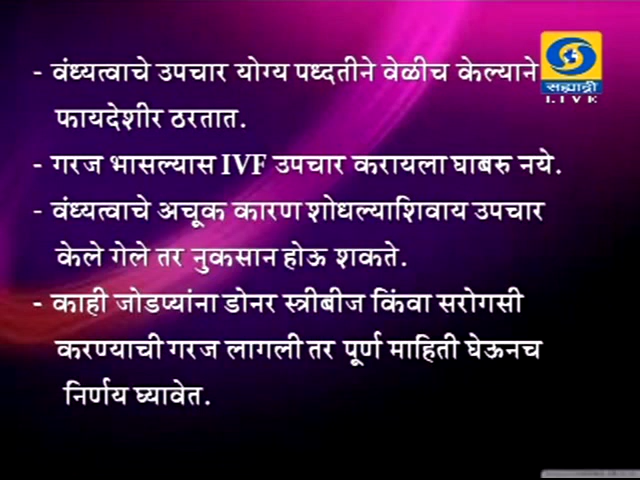 - वंध्यत्वाचे उपचार योग्य पध्दतीने वेळीच केल्याने
फायदेशीर ठरतात.
- गरज भासल्यास IVF उपचार करायला घाबरु नये.
- वंध्यत्वाचे अचूक कारण शोधल्याशिवाय उपचार
केले गेले तर नुकसान होऊ शकते.
- काही जोडप्यांना डोनर स्त्रीबीज किंवा सरोगसी
करण्याची गरज लागली तर पूर्ण माहिती घेऊनच
निर्णय घ्यावेत.
सह्याद्री
LIVE